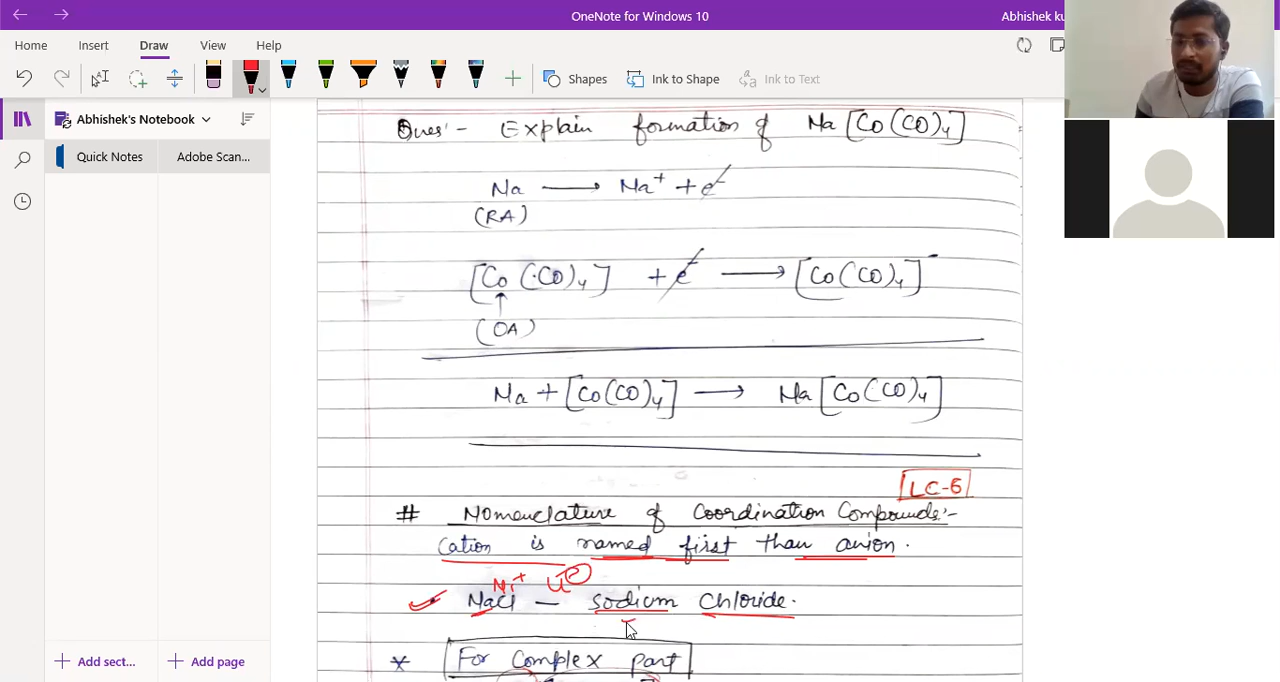 OneNote for Windows 10
Abhishek ku
Home Insert Draw View Help
Shapes Ink to Shape Ink to Text
Abhishek's Notebook
Quick Notes Adobe Scan...
Ques:- Explain formation of Na[Co(CO)4]
Na → Na+ + e-
(RA)
[Co(CO)4] + e- → [Co(CO)4]-
(OA)
Na + [Co(CO)4] → Na[Co(CO)4]
LC-6
# Nomenclature of Coordination Compounds:-
Cation is named first than anion.
NaCl — Sodium Chloride.
* For Complex part
+ Add sect... + Add page